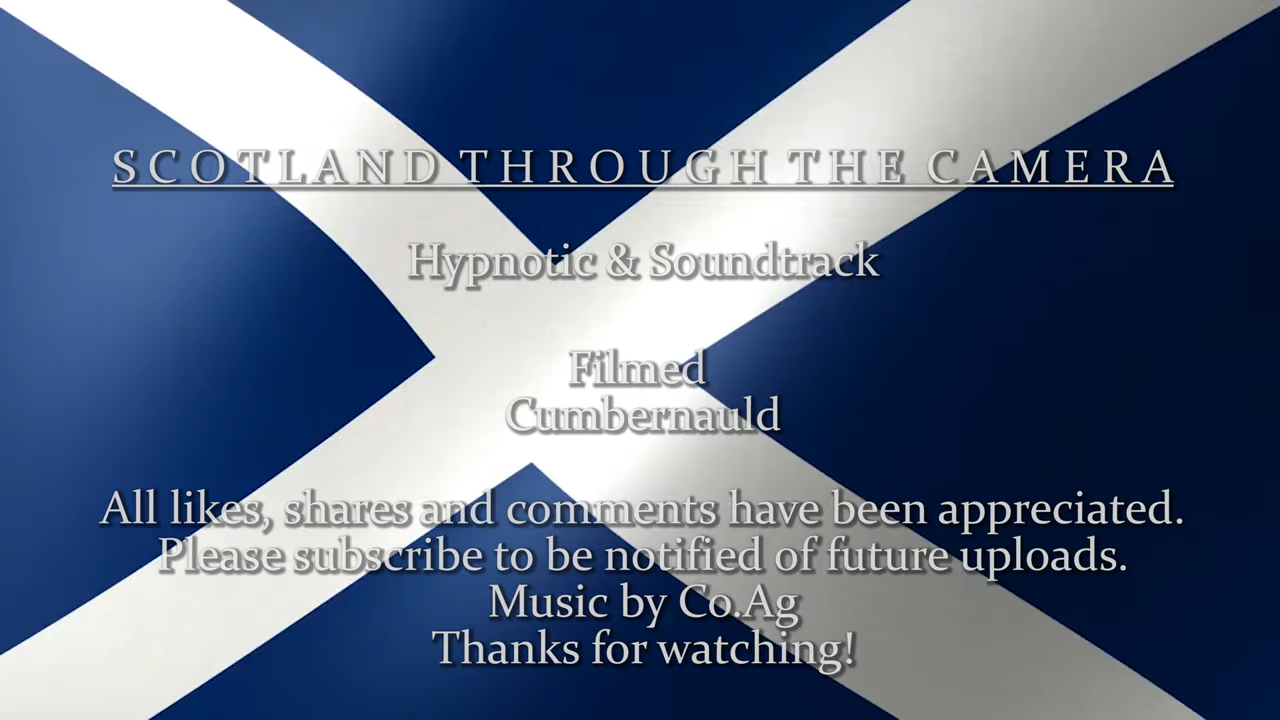 SCOTLAND THROUGH THE CAMERA
Hypnotic & Soundtrack
Filmed
Cumbernauld
All likes, shares and comments have been appreciated.
Please subscribe to be notified of future uploads.
Music by Co.Ag
Thanks for watching!